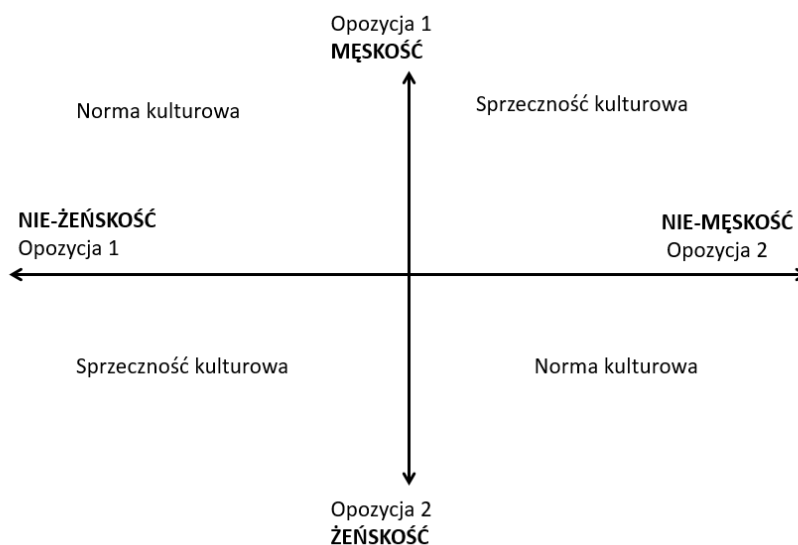 Opozycja 1
MĘSKOŚĆ
Norma kulturowa
Sprzeczność kulturowa
NIE-ŻEŃSKOŚĆ
Opozycja 1
NIE-MĘSKOŚĆ
Opozycja 2
Sprzeczność kulturowa
Norma kulturowa
Opozycja 2
ŻEŃSKOŚĆ